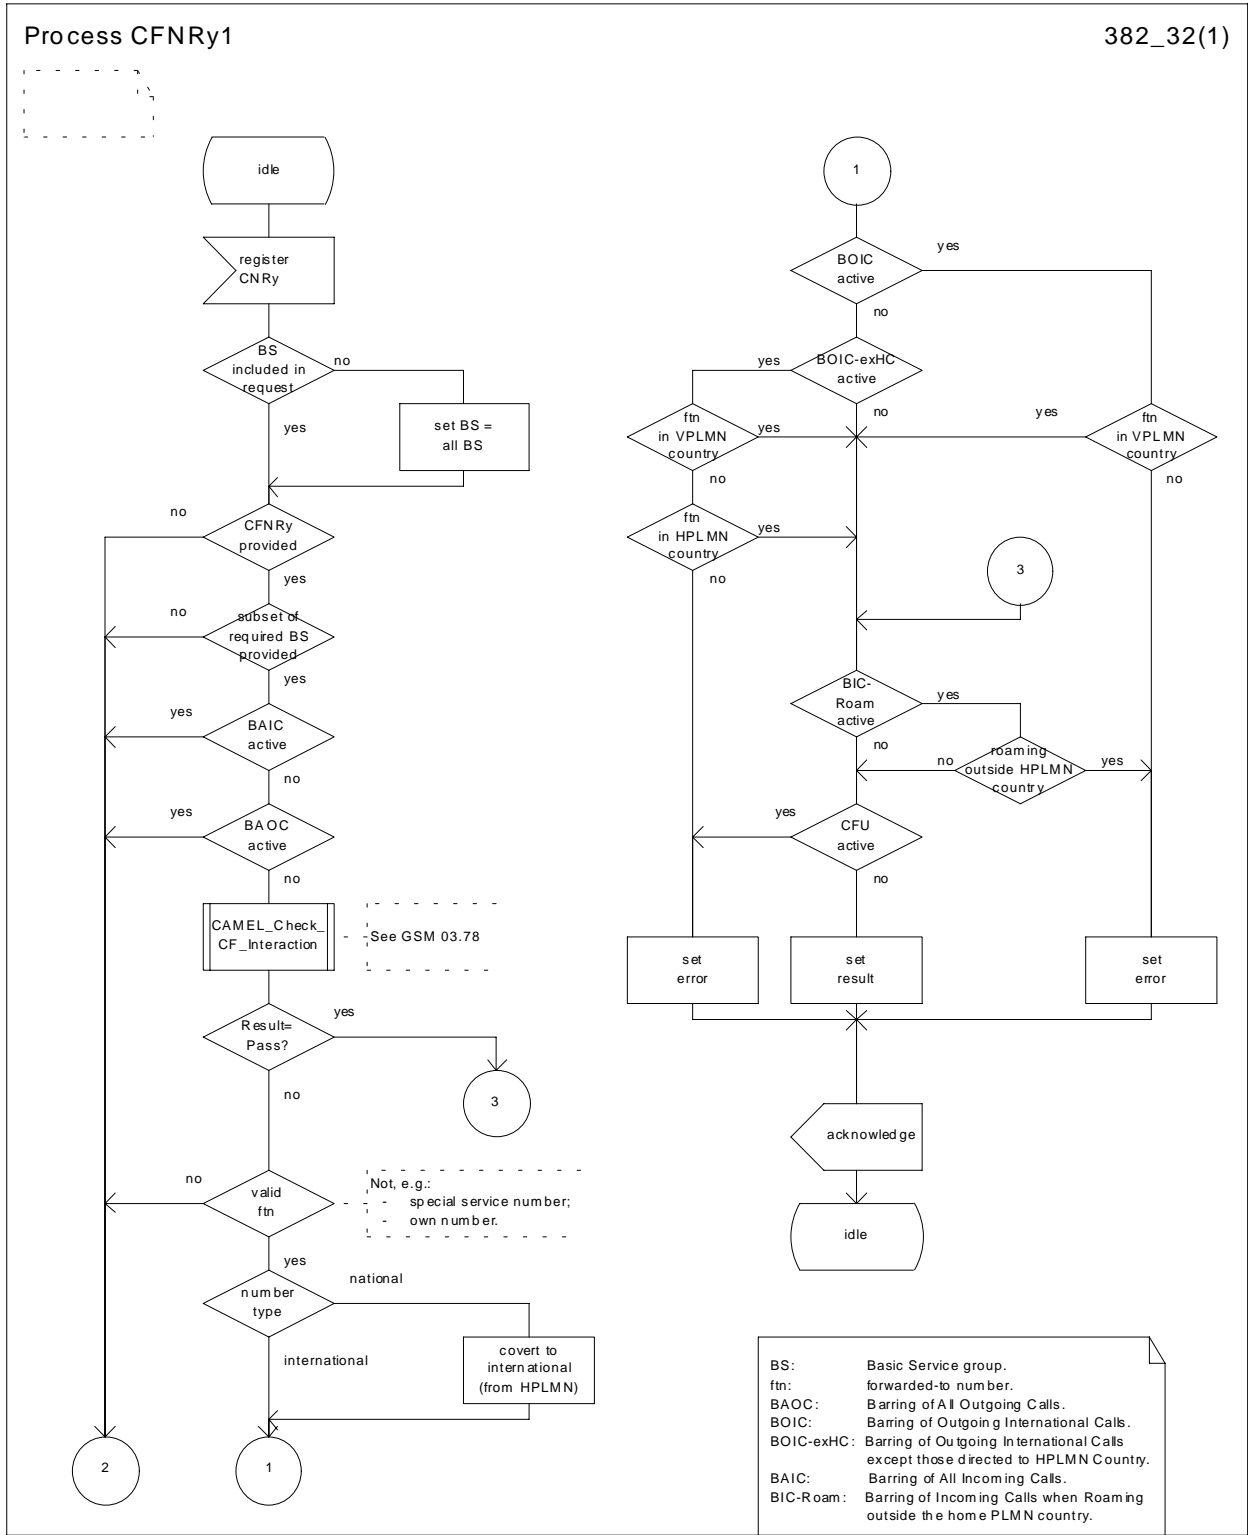 Process CFNRy1
382_32(1)
idle
register
CNRy
BS
included in
request
no
yes
set BS =
all BS
no
CFNRy
provided
yes
no
subset of
required BS
provided
yes
yes
BAIC
active
no
yes
BAOC
active
no
CAMEL_Check_
CF_Interaction
See GSM 03.78
Result=
Pass?
yes
no
3
no
valid
ftn
yes
Not, e.g.:
- special service number;
- own number.
number
type
national
international
covert to
international
(from HPLMN)
2
1
1
BOIC
active
yes
no
yes
BOIC-exHC
active
no
ftn
in VPLMN
country
yes
no
yes
ftn
in VPLMN
country
no
ftn
in HPLMN
country
yes
no
3
BIC-
Roam
active
yes
no
no
roaming
outside HPLMN
country
yes
yes
CFU
active
no
set
error
set
result
set
error
acknowledge
idle
BS: Basic Service group.
ftn: forwarded-to number.
BAOC: Barring of All Outgoing Calls.
BOIC: Barring of Outgoing International Calls.
BOIC-exHC: Barring of Outgoing International Calls
except those directed to HPLMN Country.
BAIC: Barring of All Incoming Calls.
BIC-Roam: Barring of Incoming Calls when Roaming
outside the home PLMN country.